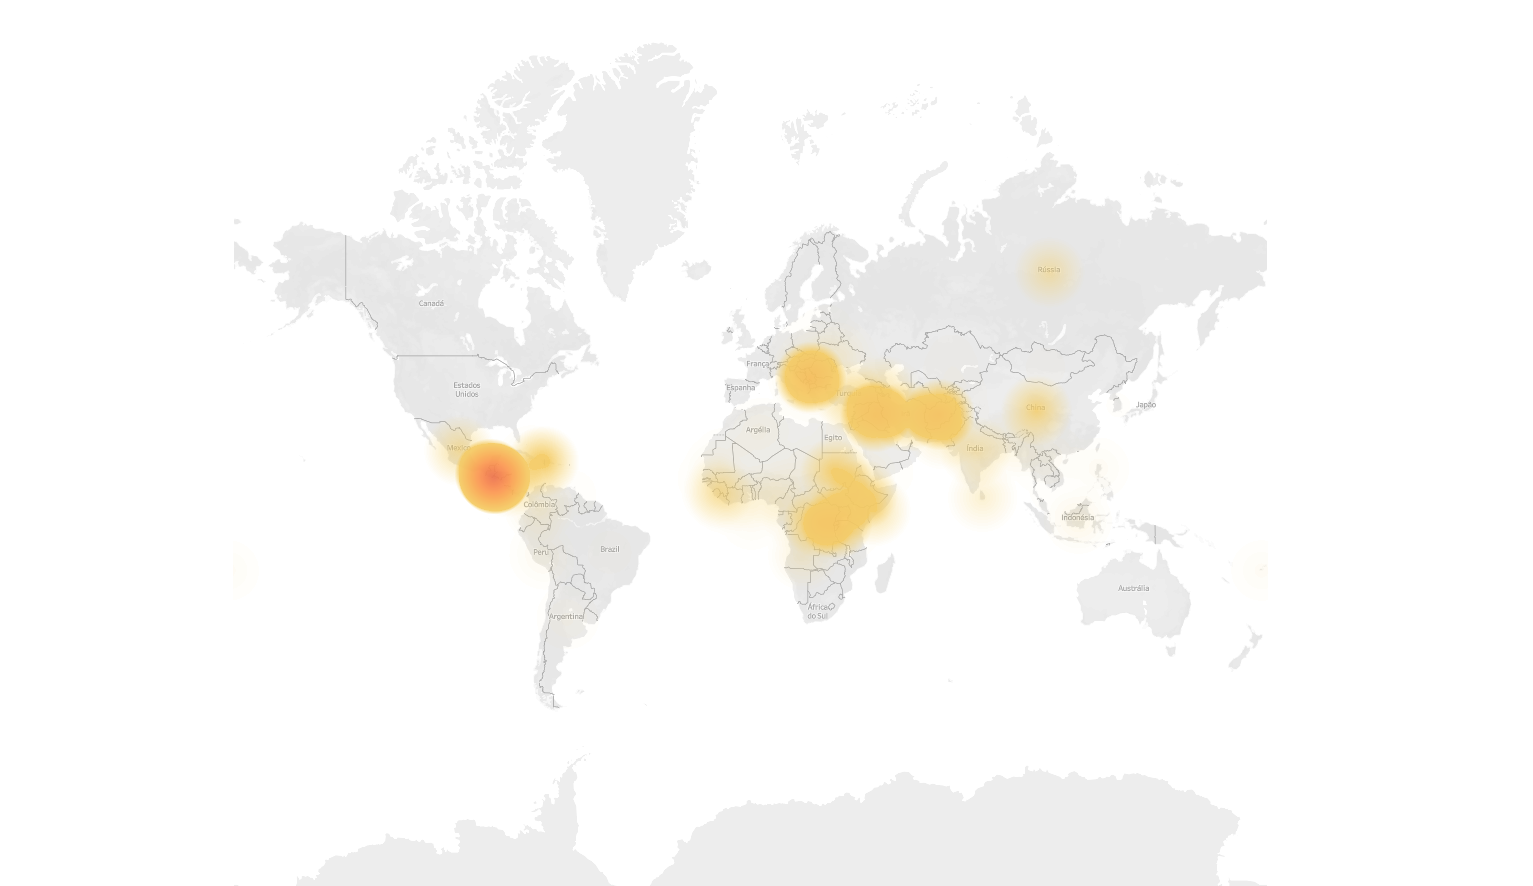 Rússia
Canadá
França
Estados
Unidos
Espanha
China
Japão
Argélia
Egito
México
Índia
Colômbia
Indonésia
Peru
Brazil
Austrália
África
do Sul
Argentina